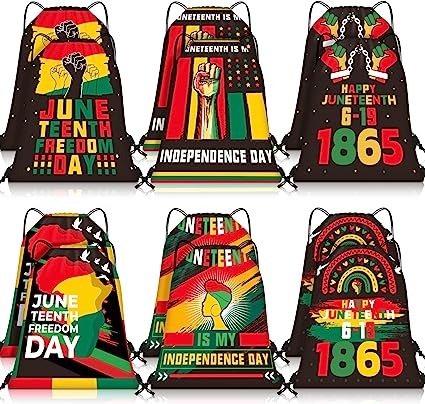 JUNE
TEENTH
FREEDOM
DAY
JUNETEENTH IS MY
INDEPENDENCE DAY
HAPPY
JUNETEENTH
6-19
1865
JUNE
TEENTH
FREEDOM
DAY
JUNETEENTH
IS MY
INDEPENDENCE DAY
HAPPY
JUNETEENTH
6-19
1865